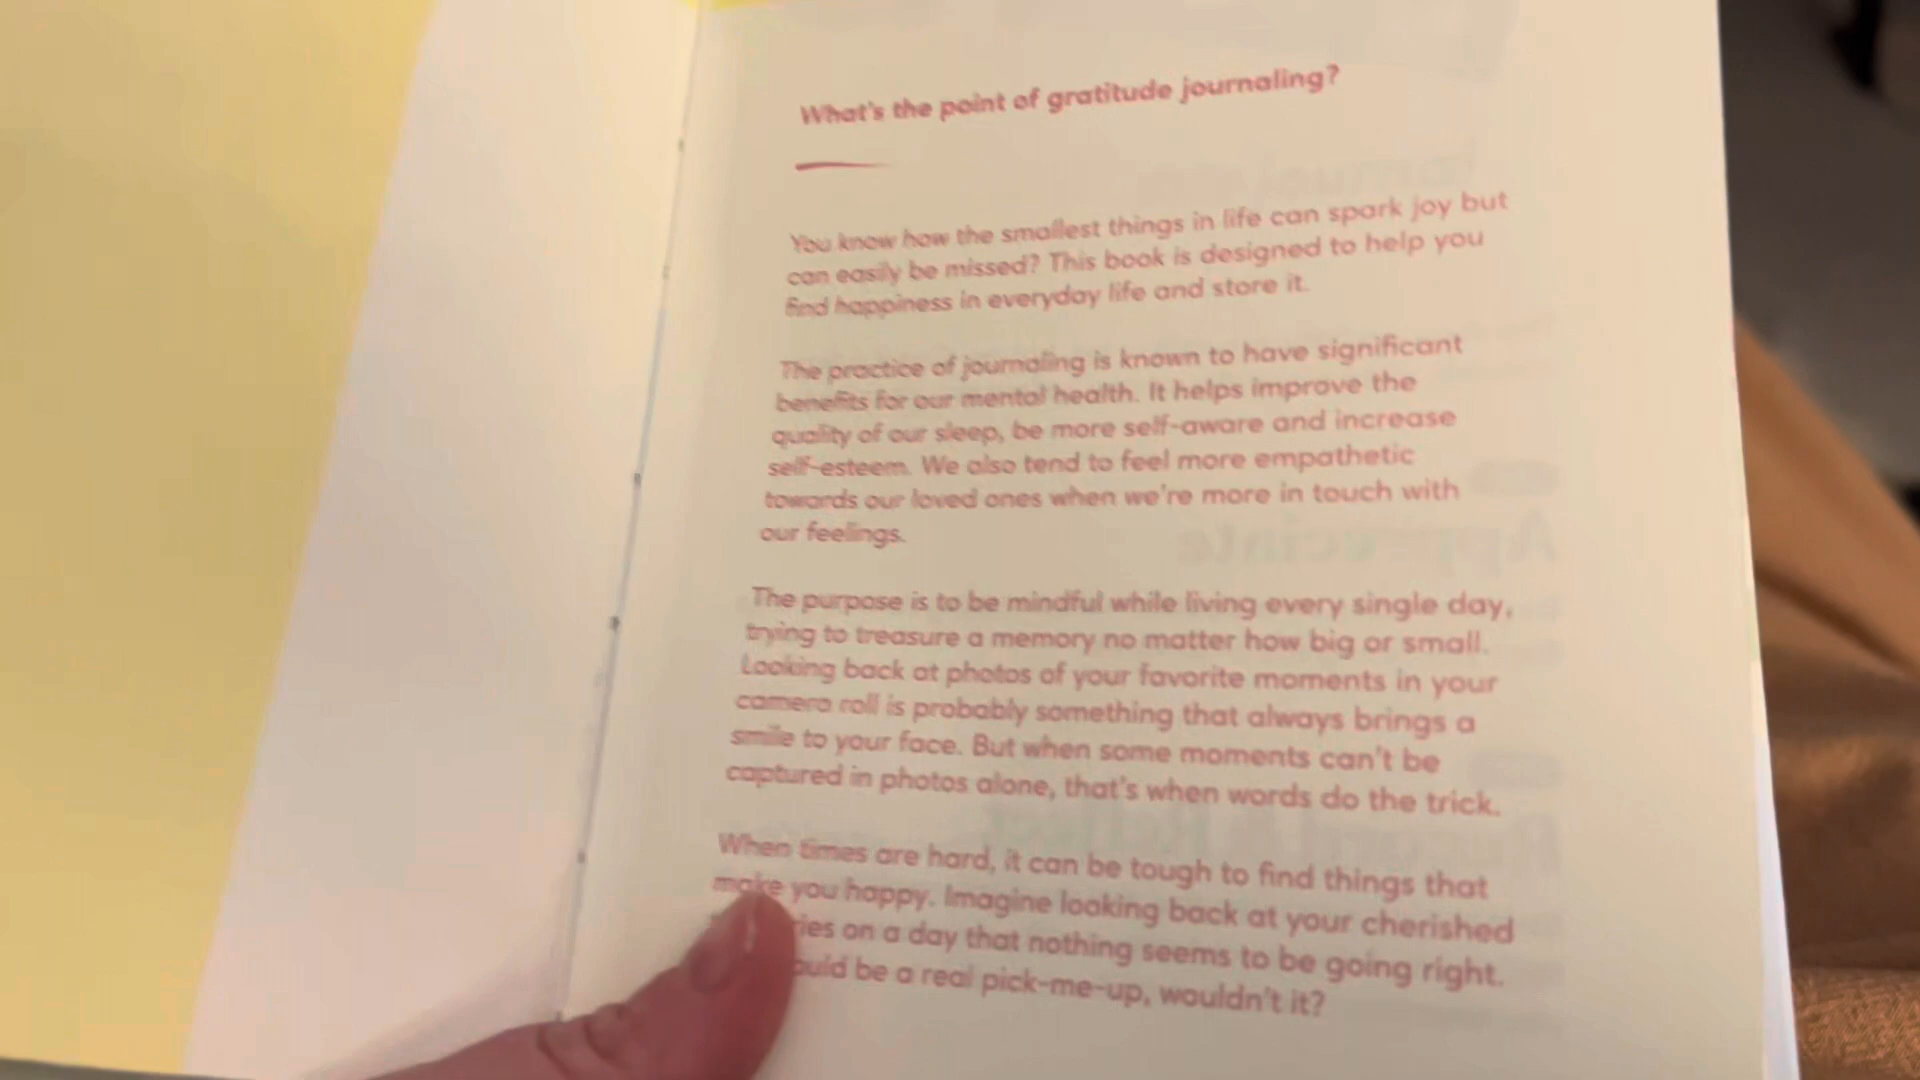 What's the point of gratitude journaling?
You know how the smallest things in life can spark joy but
can easily be missed? This book is designed to help you
find happiness in everyday life and store it.
The practice of journaling is known to have significant
benefits for our mental health. It helps improve the
quality of our sleep, be more self-aware and increase
self-esteem. We also tend to feel more empathetic
towards our loved ones when we're more in touch with
our feelings.
The purpose is to be mindful while living every single day,
trying to treasure a memory no matter how big or small.
Looking back at photos of your favorite moments in your
camera roll is probably something that always brings a
smile to your face. But when some moments can't be
captured in photos alone, that's when words do the trick.
When times are hard, it can be tough to find things that
make you happy. Imagine looking back at your cherished
on a day that nothing seems to be going right.
be a real pick-me-up, wouldn't it?